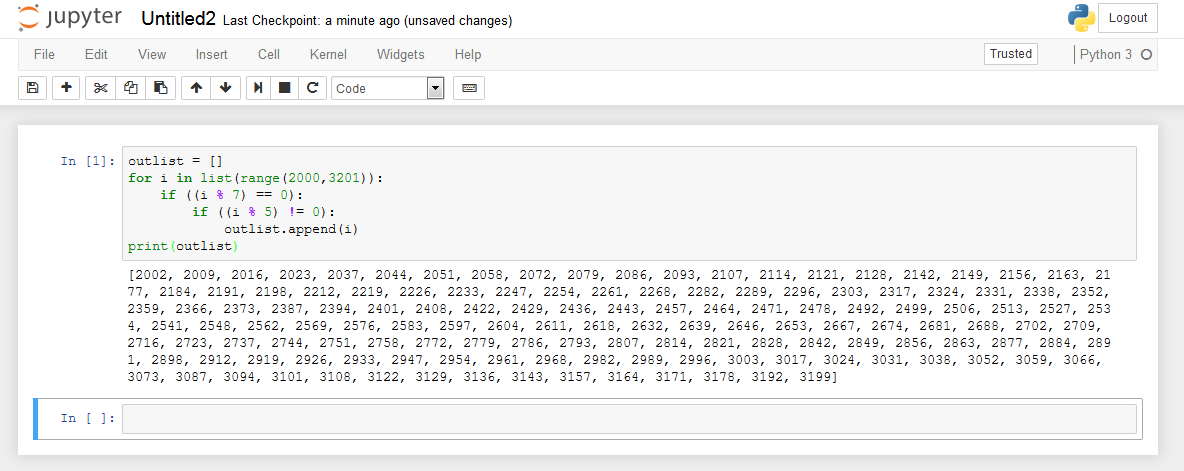 jupyter Untitled2 Last Checkpoint: a minute ago (unsaved changes) Logout
File Edit View Insert Cell Kernel Widgets Help Trusted Python 3
Code
In [1]: outlist = []
for i in list(range(2000,3201)):
    if ((i % 7) == 0):
        if ((i % 5) != 0):
            outlist.append(i)
print(outlist)
[2002, 2009, 2016, 2023, 2037, 2044, 2051, 2058, 2072, 2079, 2086, 2093, 2107, 2114, 2121, 2128, 2142, 2149, 2156, 2163, 21
77, 2184, 2191, 2198, 2212, 2219, 2226, 2233, 2247, 2254, 2261, 2268, 2282, 2289, 2296, 2303, 2317, 2324, 2331, 2338, 2352,
2359, 2366, 2373, 2387, 2394, 2401, 2408, 2422, 2429, 2436, 2443, 2457, 2464, 2471, 2478, 2492, 2499, 2506, 2513, 2527, 253
4, 2541, 2548, 2562, 2569, 2576, 2583, 2597, 2604, 2611, 2618, 2632, 2639, 2646, 2653, 2667, 2674, 2681, 2688, 2702, 2709,
2716, 2723, 2737, 2744, 2751, 2758, 2772, 2779, 2786, 2793, 2807, 2814, 2821, 2828, 2842, 2849, 2856, 2863, 2877, 2884, 289
1, 2898, 2912, 2919, 2926, 2933, 2947, 2954, 2961, 2968, 2982, 2989, 2996, 3003, 3017, 3024, 3031, 3038, 3052, 3059, 3066,
3073, 3087, 3094, 3101, 3108, 3122, 3129, 3136, 3143, 3157, 3164, 3171, 3178, 3192, 3199]
In [ ]: